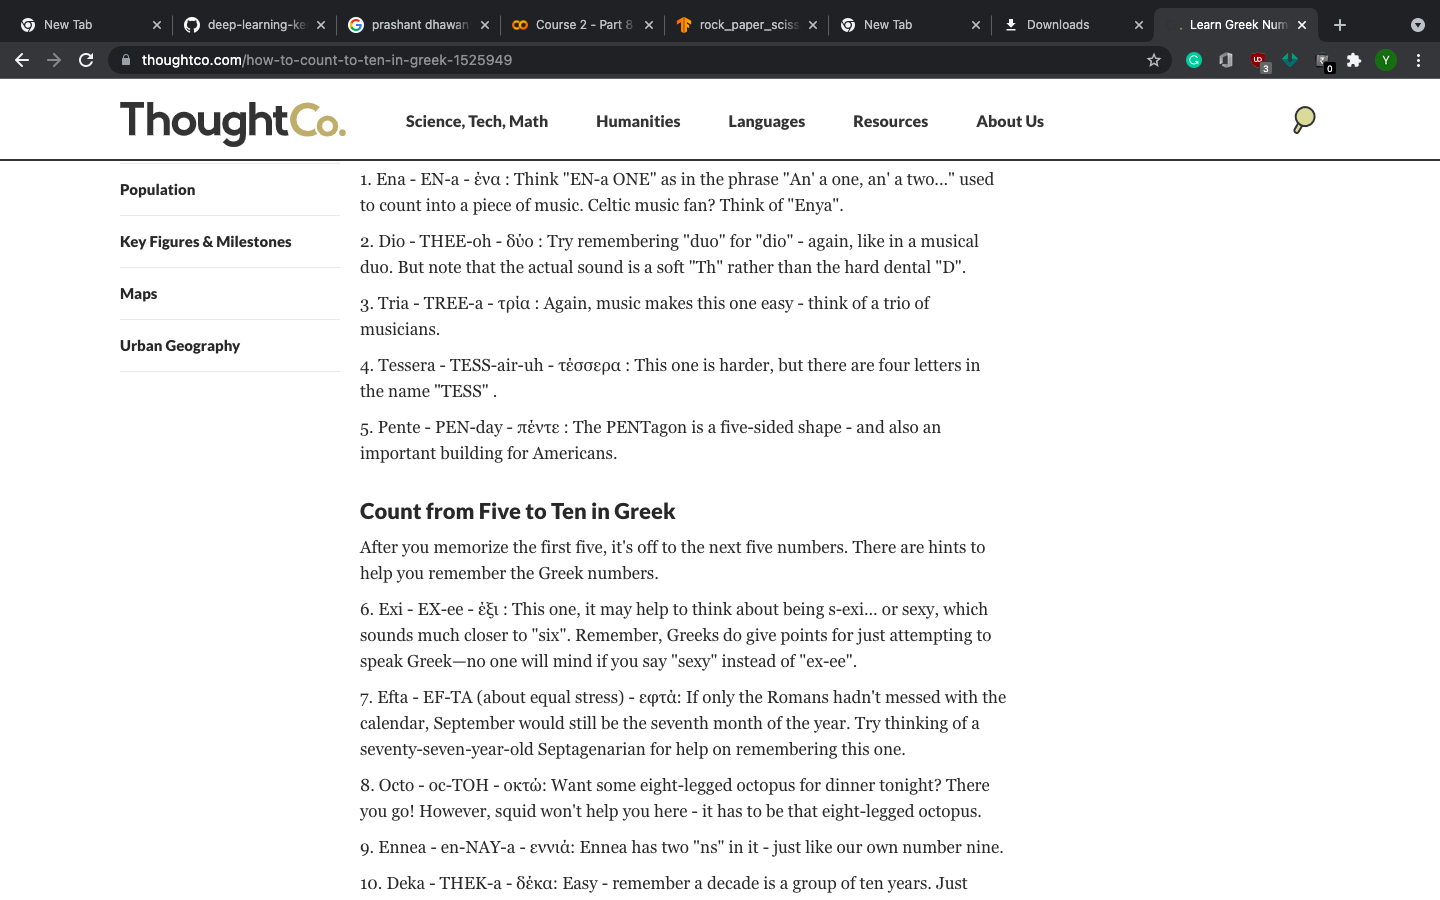 New Tab
deep-learning-ke
prashant dhawan
Course 2 - Part 8
rock_paper_sciss
New Tab
Downloads
Learn Greek Num
thoughtco.com/how-to-count-to-ten-in-greek-1525949
3
0
Y
ThoughtCo.
Science, Tech, Math
Humanities
Languages
Resources
About Us
Population
Key Figures & Milestones
Maps
Urban Geography
1. Ena - EN-a - ένα : Think "EN-a ONE" as in the phrase "An' a one, an' a two..." used
to count into a piece of music. Celtic music fan? Think of "Enya".
2. Dio - THEE-oh - δύο : Try remembering "duo" for "dio" - again, like in a musical
duo. But note that the actual sound is a soft "Th" rather than the hard dental "D".
3. Tria - TREE-a - τρία : Again, music makes this one easy - think of a trio of
musicians.
4. Tessera - TESS-air-uh - τέσσερα : This one is harder, but there are four letters in
the name "TESS" .
5. Pente - PEN-day - πέντε : The PENTagon is a five-sided shape - and also an
important building for Americans.
Count from Five to Ten in Greek
After you memorize the first five, it's off to the next five numbers. There are hints to
help you remember the Greek numbers.
6. Exi - EX-ee - έξι : This one, it may help to think about being s-exi... or sexy, which
sounds much closer to "six". Remember, Greeks do give points for just attempting to
speak Greek—no one will mind if you say "sexy" instead of "ex-ee".
7. Efta - EF-TA (about equal stress) - εφτά: If only the Romans hadn't messed with the
calendar, September would still be the seventh month of the year. Try thinking of a
seventy-seven-year-old Septagenarian for help on remembering this one.
8. Octo - oc-TOH - οκτώ: Want some eight-legged octopus for dinner tonight? There
you go! However, squid won't help you here - it has to be that eight-legged octopus.
9. Ennea - en-NAY-a - εννιά: Ennea has two "ns" in it - just like our own number nine.
10. Deka - THEK-a - δέκα: Easy - remember a decade is a group of ten years. Just